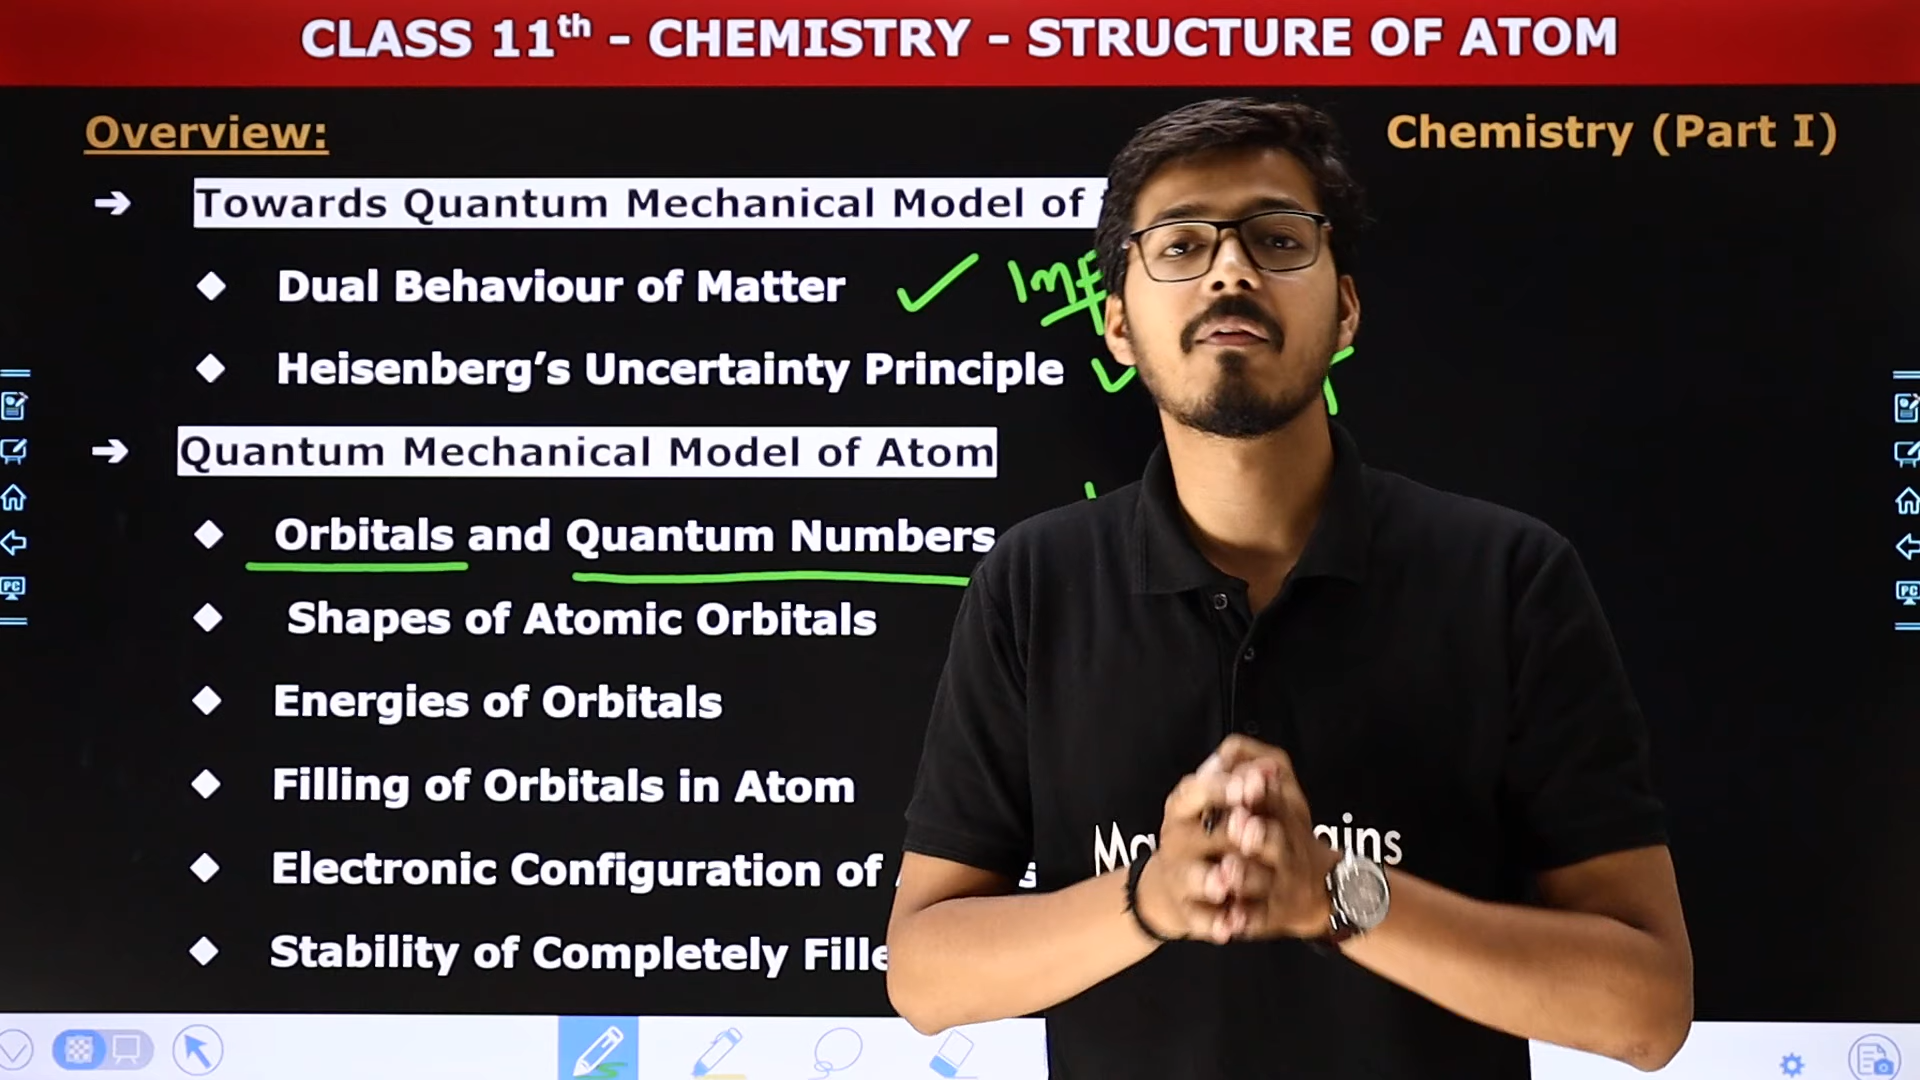 CLASS 11th - CHEMISTRY - STRUCTURE OF ATOM
Overview:
Chemistry (Part I)
Towards Quantum Mechanical Model of
Dual Behaviour of Matter
Heisenberg’s Uncertainty Principle
Quantum Mechanical Model of Atom
Orbitals and Quantum Numbers
Shapes of Atomic Orbitals
Energies of Orbitals
Filling of Orbitals in Atom
Electronic Configuration of
Stability of Completely
PC
PC